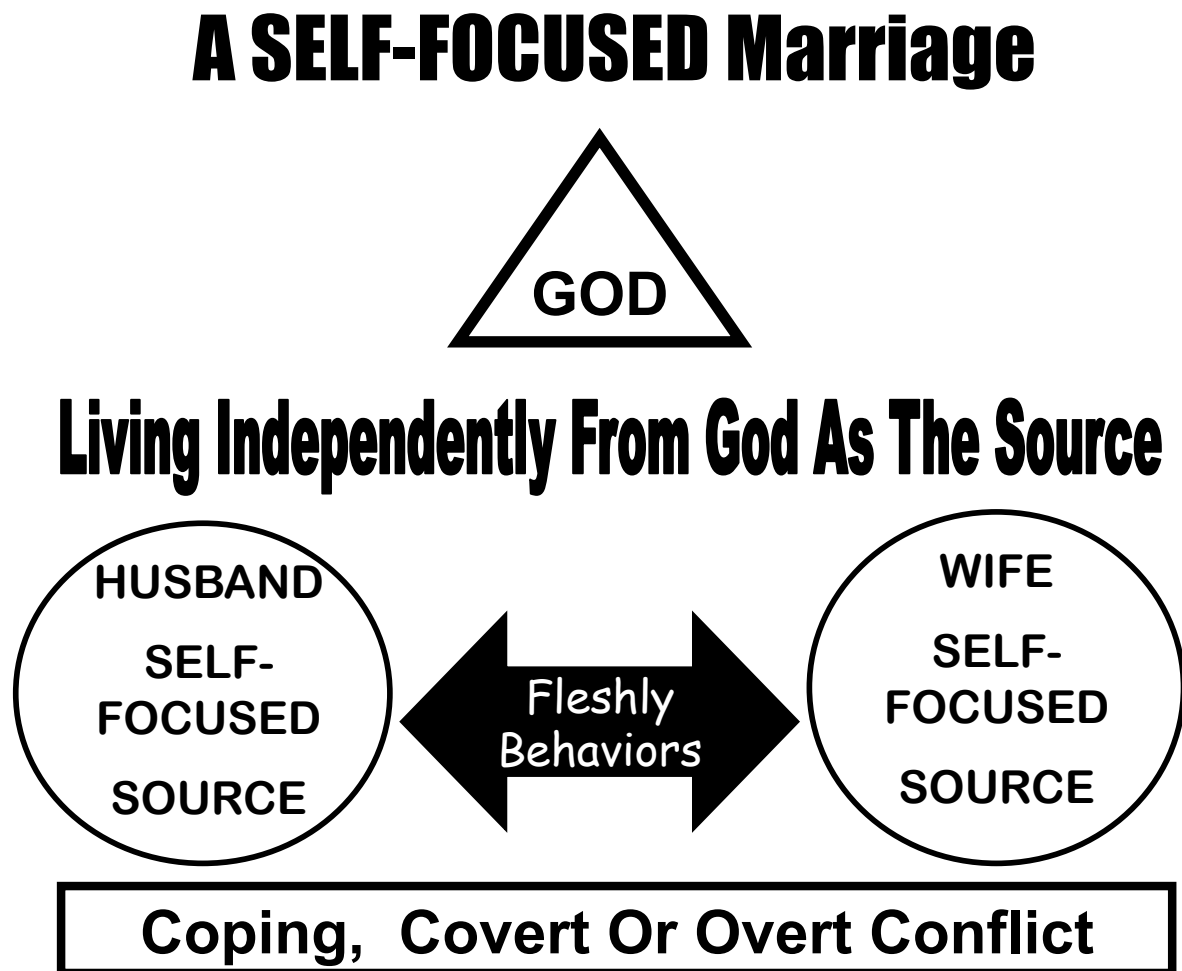 A SELF-FOCUSED Marriage
GOD
Living Independently From God As The Source
HUSBAND
SELF-
FOCUSED
SOURCE
Fleshly
Behaviors
WIFE
SELF-
FOCUSED
SOURCE
Coping, Covert Or Overt Conflict